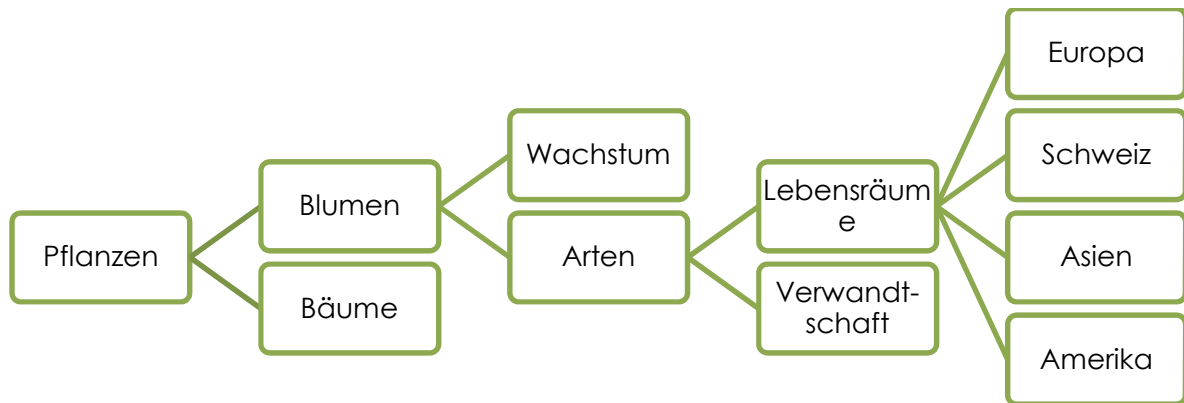 Pflanzen
Blumen
Bäume
Wachstum
Arten
Lebensräum
e
Verwandt-
schaft
Europa
Schweiz
Asien
Amerika